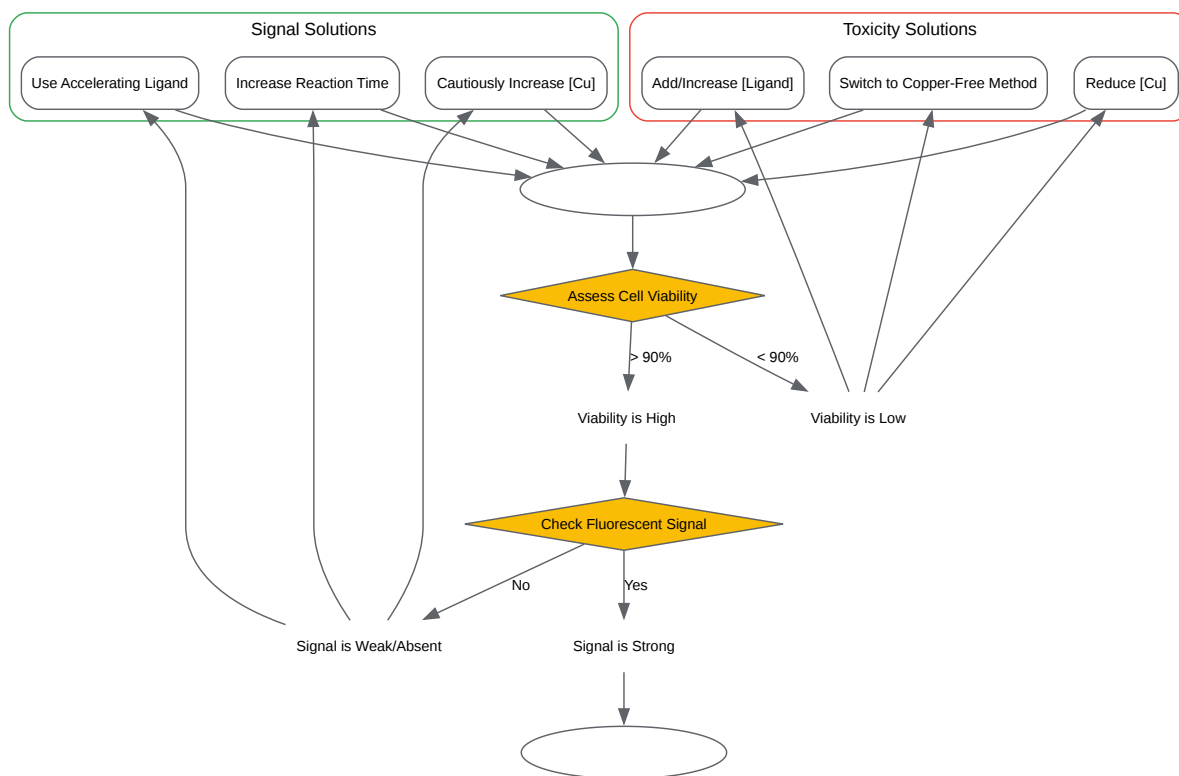 Signal Solutions
Toxicity Solutions
Use Accelerating Ligand
Increase Reaction Time
Cautiously Increase [Cu]
Add/Increase [Ligand]
Switch to Copper-Free Method
Reduce [Cu]
Assess Cell Viability
> 90%
< 90%
Viability is High
Viability is Low
Check Fluorescent Signal
No
Yes
Signal is Weak/Absent
Signal is Strong